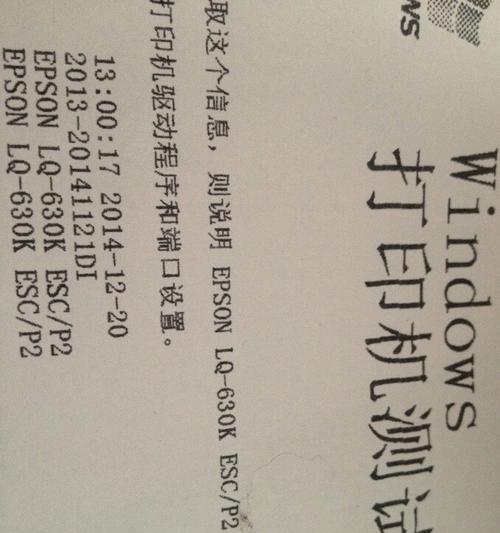 ws
Windows
打印机测试
取这个信息，则说明 EPSON LQ-630K ESC/P2
打印机驱动程序和端口设置。
13:00:17 2014-12-20
2013-20141121DI
EPSON LQ-630K ESC/P2
EPSON LQ-630K ESC/P2